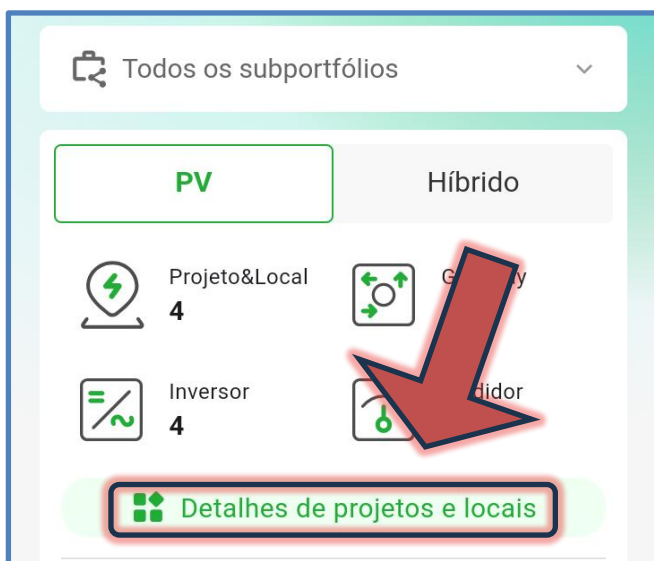 Todos os subportfólios
PV
Híbrido
Projeto&Local
4
Inversor
4
Detalhes de projetos e locais